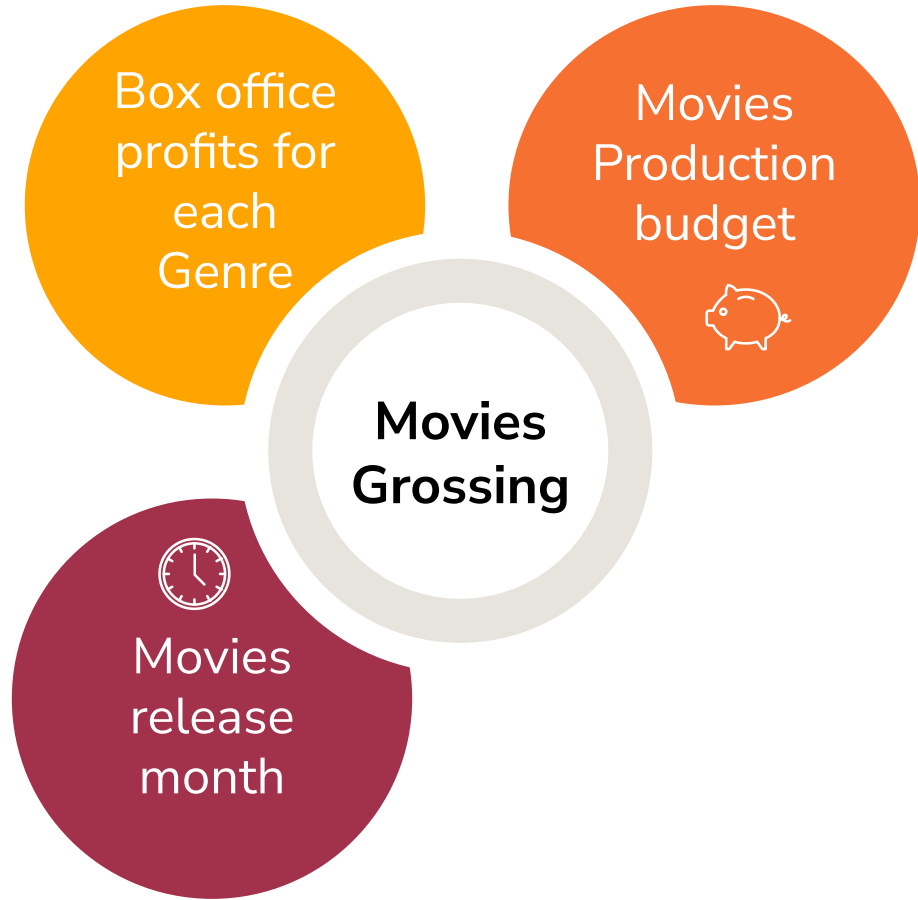 Box office
profits for
each
Genre
Movies
Production
budget
Movies
Grossing
Movies
release
month